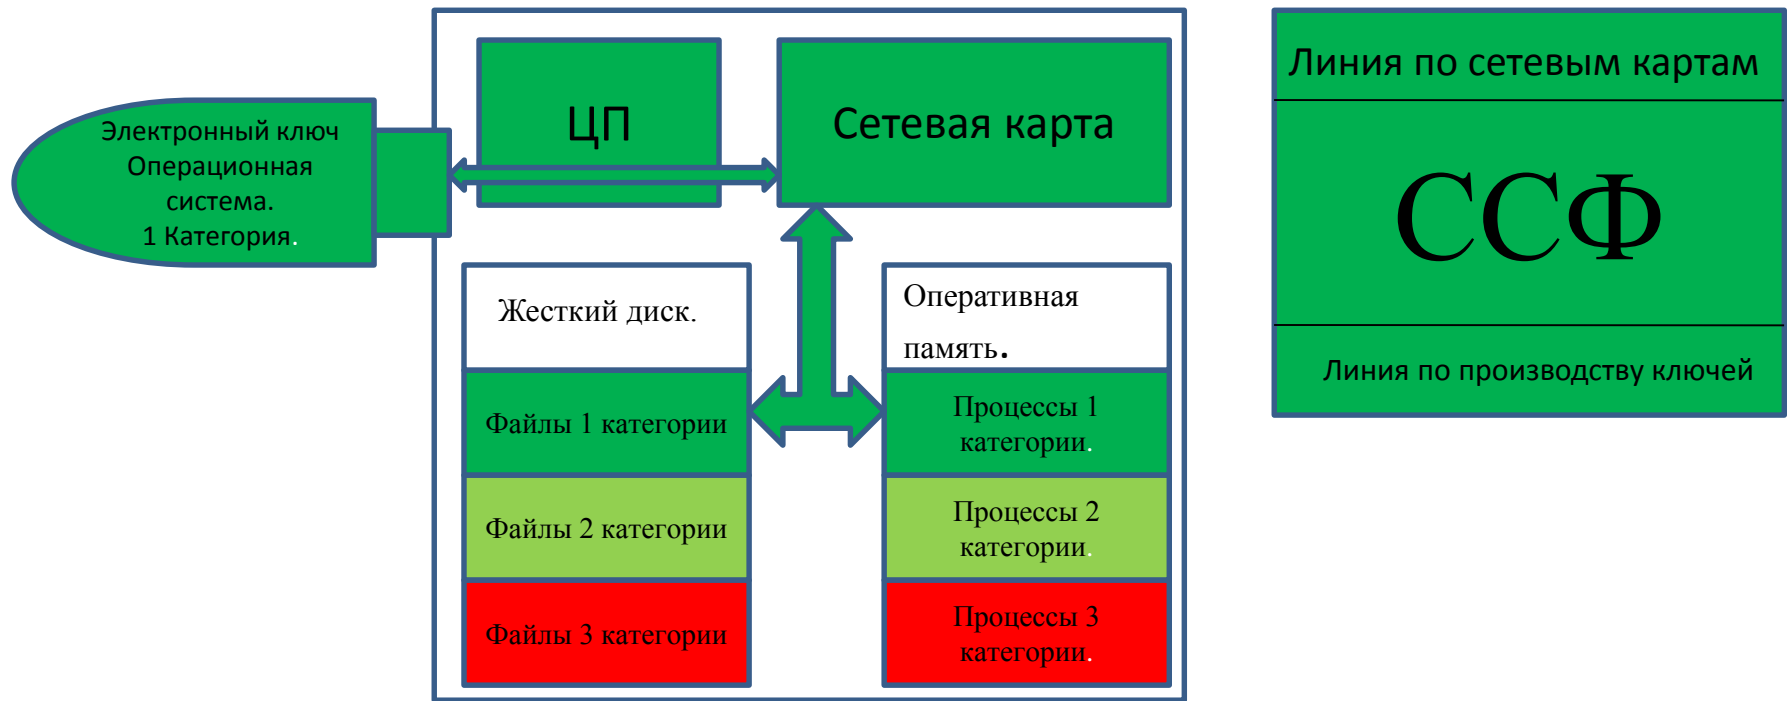 Электронный ключ
Операционная
система.
1 Категория.
ЦП
Сетевая карта
Жесткий диск.
Файлы 1 категории
Файлы 2 категории
Файлы 3 категории
Оперативная
память.
Процессы 1
категории.
Процессы 2
категории.
Процессы 3
категории.
Линия по сетевым картам
ССФ
Линия по производству ключей